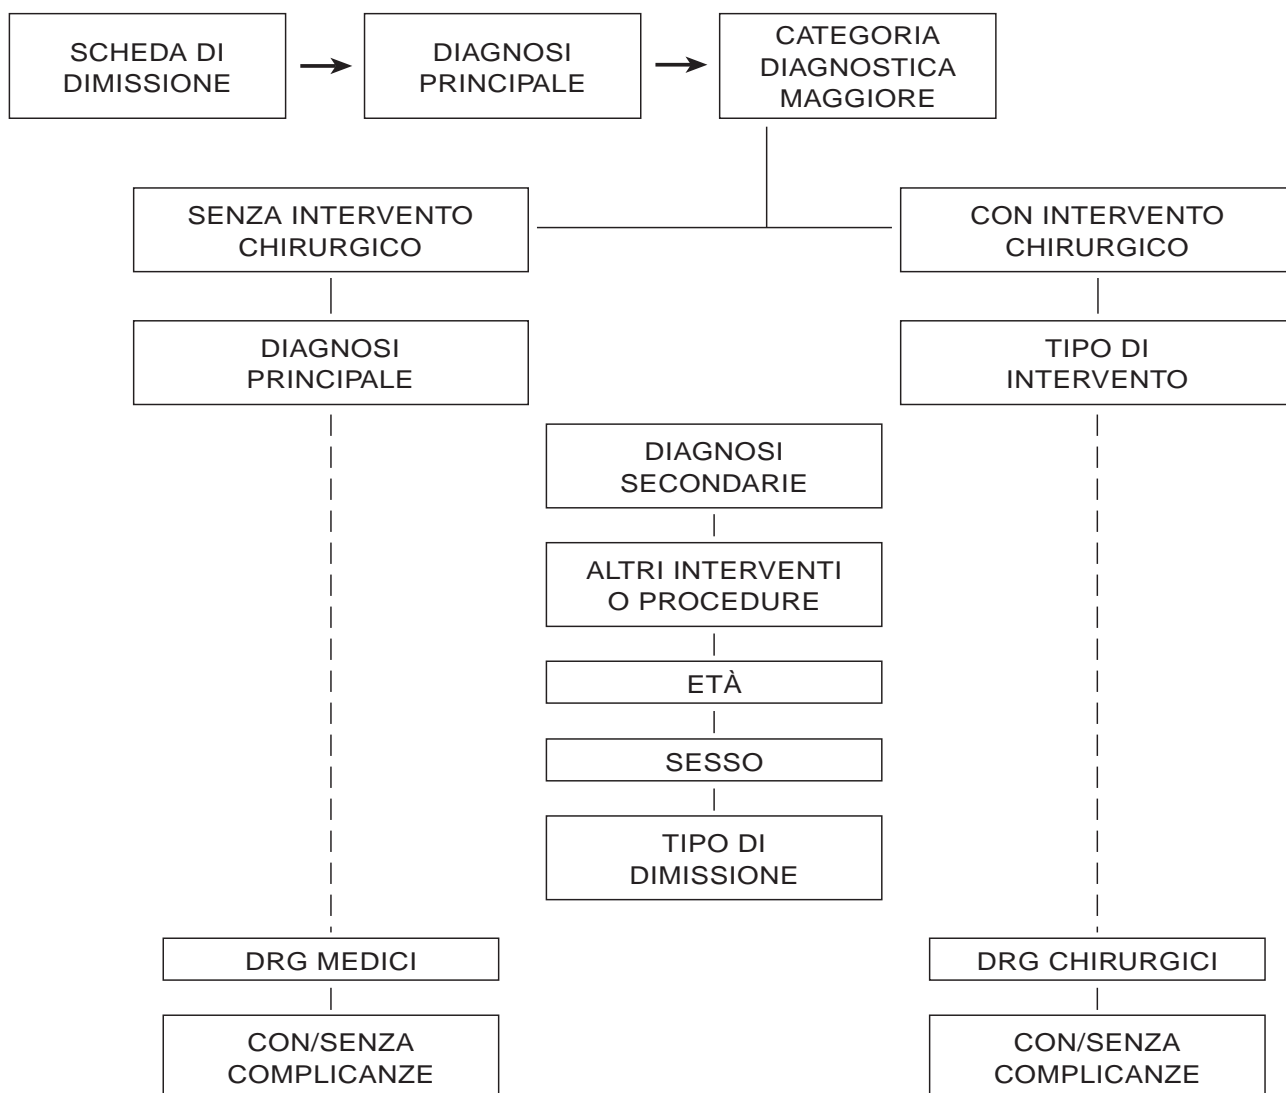 SCHEDA DI
DIMISSIONE
DIAGNOSI
PRINCIPALE
CATEGORIA
DIAGNOSTICA
MAGGIORE
SENZA INTERVENTO
CHIRURGICO
CON INTERVENTO
CHIRURGICO
DIAGNOSI
PRINCIPALE
TIPO DI
INTERVENTO
DIAGNOSI
SECONDARIE
ALTRI INTERVENTI
O PROCEDURE
ETÀ
SESSO
TIPO DI
DIMISSIONE
DRG MEDICI
DRG CHIRURGICI
CON/SENZA
COMPLICANZE
CON/SENZA
COMPLICANZE